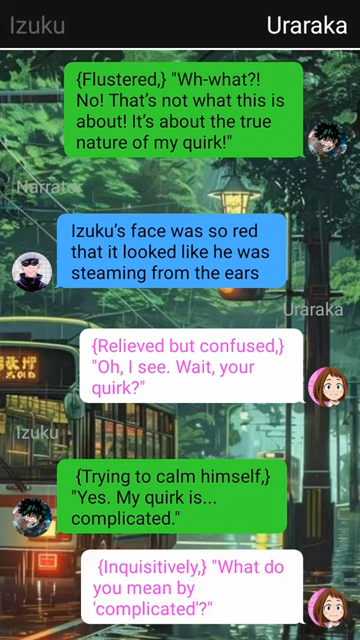 Izuku
Uraraka
{Flustered,} "Wh-what?!
No! That's not what this is
about! It's about the true
nature of my quirk!"
Narrator
Izuku's face was so red
that it looked like he was
steaming from the ears
Uraraka
{Relieved but confused,}
"Oh, I see. Wait, your
quirk?"
Izuku
{Trying to calm himself,}
"Yes. My quirk is...
complicated."
{Inquisitively,} "What do
you mean by
'complicated'?"